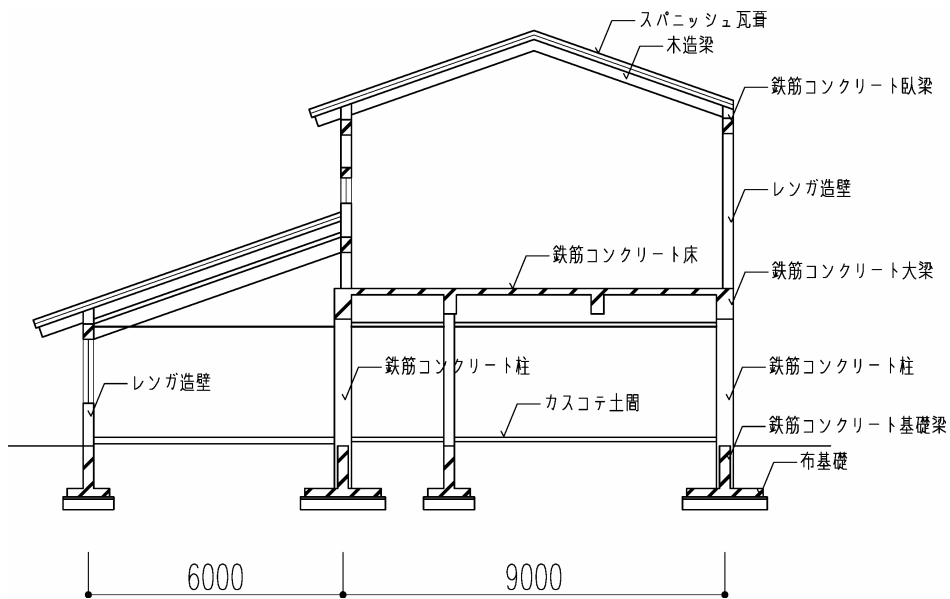 スパニッシュ瓦葺
木造梁
鉄筋コンクリート臥梁
レンガ造壁
鉄筋コンクリート床
鉄筋コンクリート大梁
鉄筋コンクリート柱
鉄筋コンクリート柱
レンガ造壁
カスコテ土間
鉄筋コンクリート基礎梁
布基礎
6000
9000